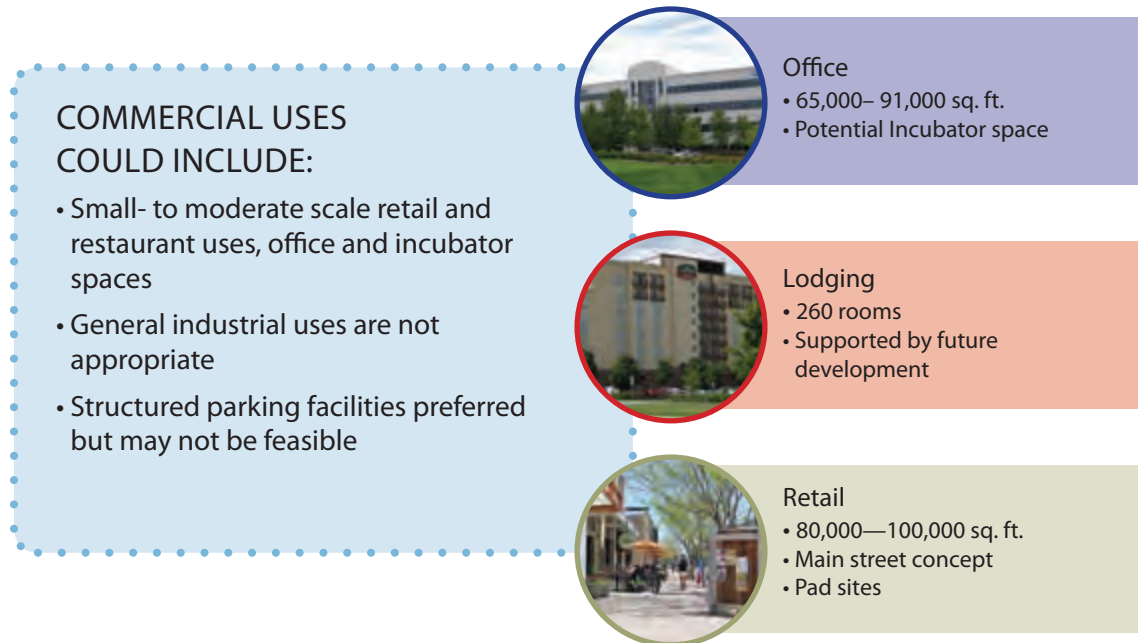 COMMERCIAL USES
COULD INCLUDE:
• Small- to moderate scale retail and
restaurant uses, office and incubator
spaces
• General industrial uses are not
appropriate
• Structured parking facilities preferred
but may not be feasible
Office
• 65,000– 91,000 sq. ft.
• Potential Incubator space
Lodging
• 260 rooms
• Supported by future
development
Retail
• 80,000—100,000 sq. ft.
• Main street concept
• Pad sites